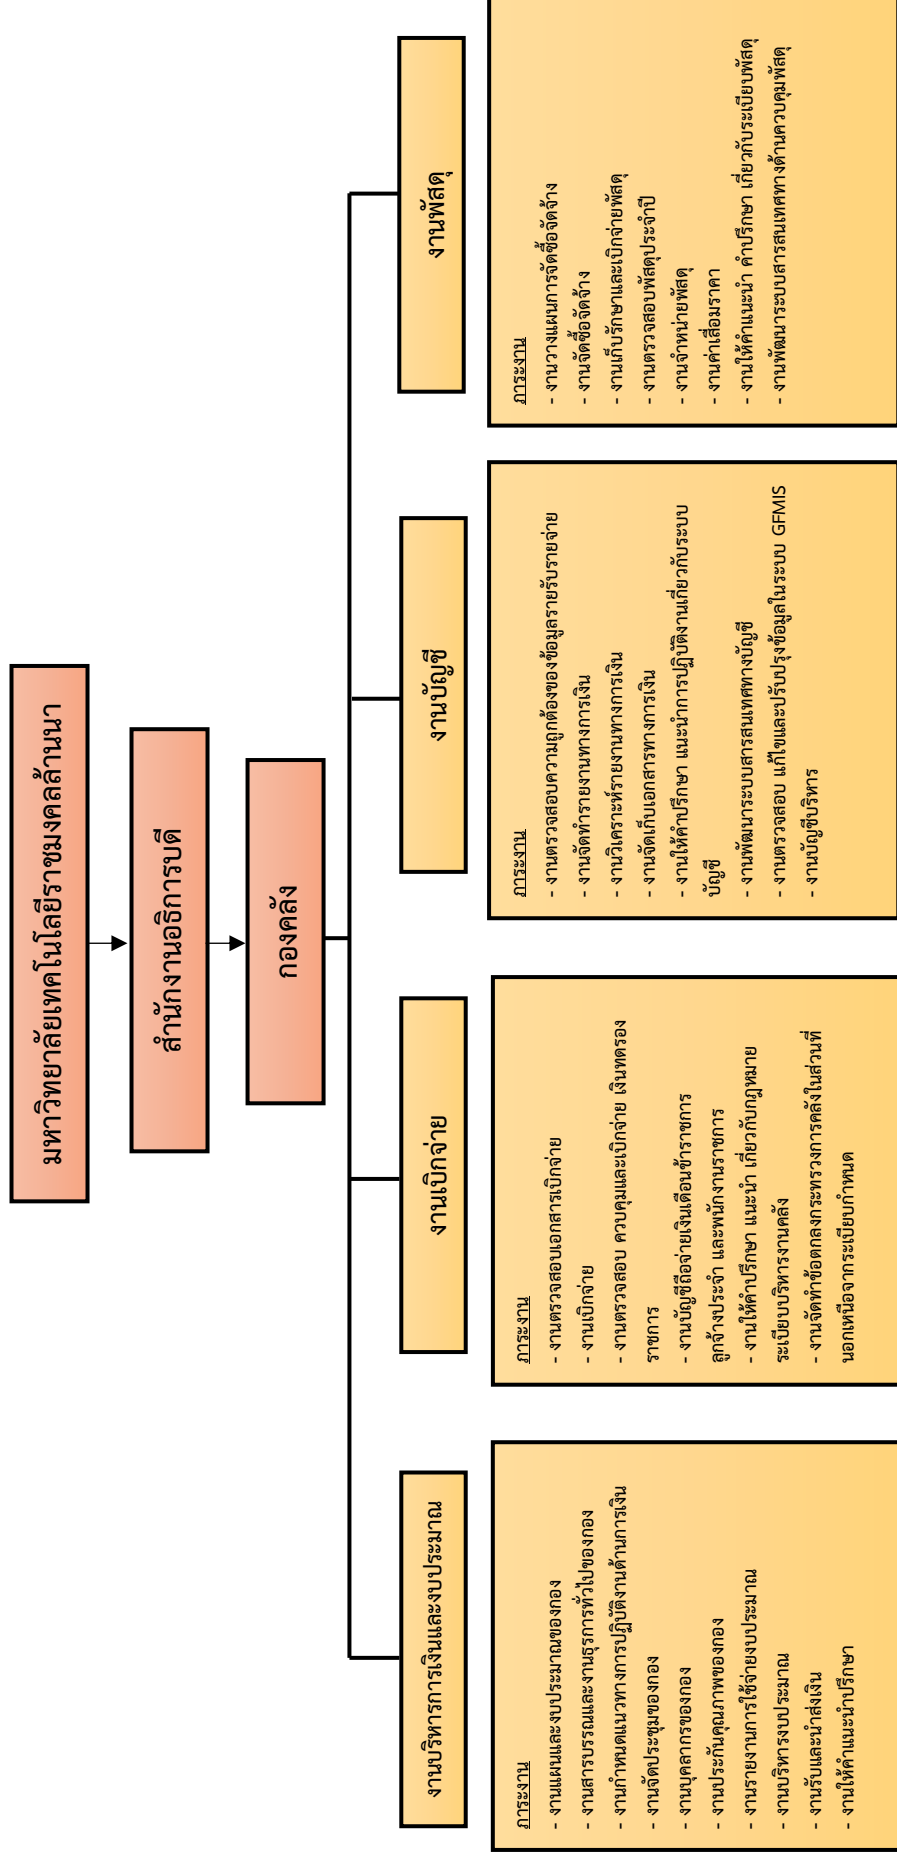 มหาวิทยาลัยเทคโนโลยีราชมงคลล้านนา
สำนักงานอธิการบดี
กองคลัง
งานบริหารการเงินและงบประมาณ
งานเบิกจ่าย
งานบัญชี
งานพัสดุ
ภาระงาน
- งานแผนและงบประมาณของกอง
- งานสารบรรณและงานธุรการทั่วไปของกอง
- งานกำหนดแนวทางการปฏิบัติงานด้านการเงิน
- งานจัดประชุมของกอง
- งานบุคลากรของกอง
- งานประกันคุณภาพของกอง
- งานรายงานการใช้จ่ายงบประมาณ
- งานบริหารงบประมาณ
- งานรับและนำส่งเงิน
- งานให้คำแนะนำปรึกษา
ภาระงาน
- งานตรวจสอบเอกสารเบิกจ่าย
- งานเบิกจ่าย
- งานตรวจสอบ ควบคุมและเบิกจ่าย เงินทดรอง
ราชการ
- งานบัญชีถือจ่ายเงินเดือนข้าราชการ
ลูกจ้างประจำ และพนักงานราชการ
- งานให้คำปรึกษา แนะนำ เกี่ยวกับกฎหมาย
ระเบียบบริหารงานคลัง
- งานจัดทำข้อตกลงกระทรวงการคลังในส่วนที่
นอกเหนือจากระเบียบกำหนด
ภาระงาน
- งานตรวจสอบความถูกต้องของข้อมูลรายรับรายจ่าย
- งานจัดทำรายงานทางการเงิน
- งานวิเคราะห์รายงานทางการเงิน
- งานจัดเก็บเอกสารทางการเงิน
- งานให้คำปรึกษา แนะนำการปฏิบัติงานเกี่ยวกับระบบ
บัญชี
- งานพัฒนาระบบสารสนเทศทางบัญชี
- งานตรวจสอบ แก้ไขและปรับปรุงข้อมูลในระบบ GFMIS
- งานบัญชีบริหาร
ภาระงาน
- งานวางแผนการจัดซื้อจัดจ้าง
- งานจัดซื้อจัดจ้าง
- งานเก็บรักษาและเบิกจ่ายพัสดุ
- งานตรวจสอบพัสดุประจำปี
- งานจำหน่ายพัสดุ
- งานค่าเสื่อมราคา
- งานให้คำแนะนำ คำปรึกษา เกี่ยวกับระเบียบพัสดุ
- งานพัฒนาระบบสารสนเทศทางด้านควบคุมพัสดุ